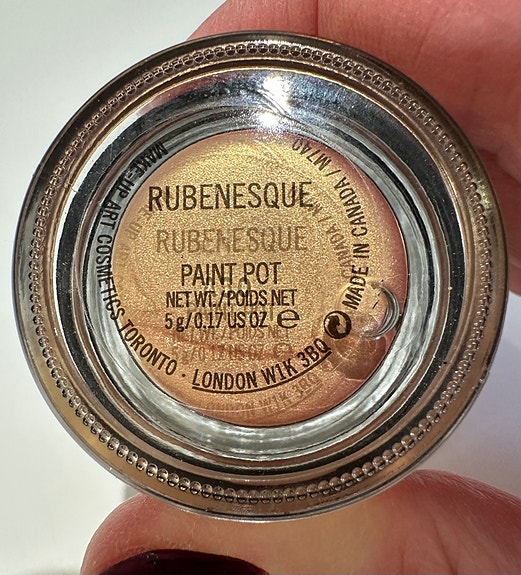 RUBENESQUE
PAINT POT
NET WT./POIDS NET
5 g/0.17 US OZ e
MAKE-UP ART COSMETICS TORONTO · LONDON W1K 3BQ
MADE IN CANADA / M740